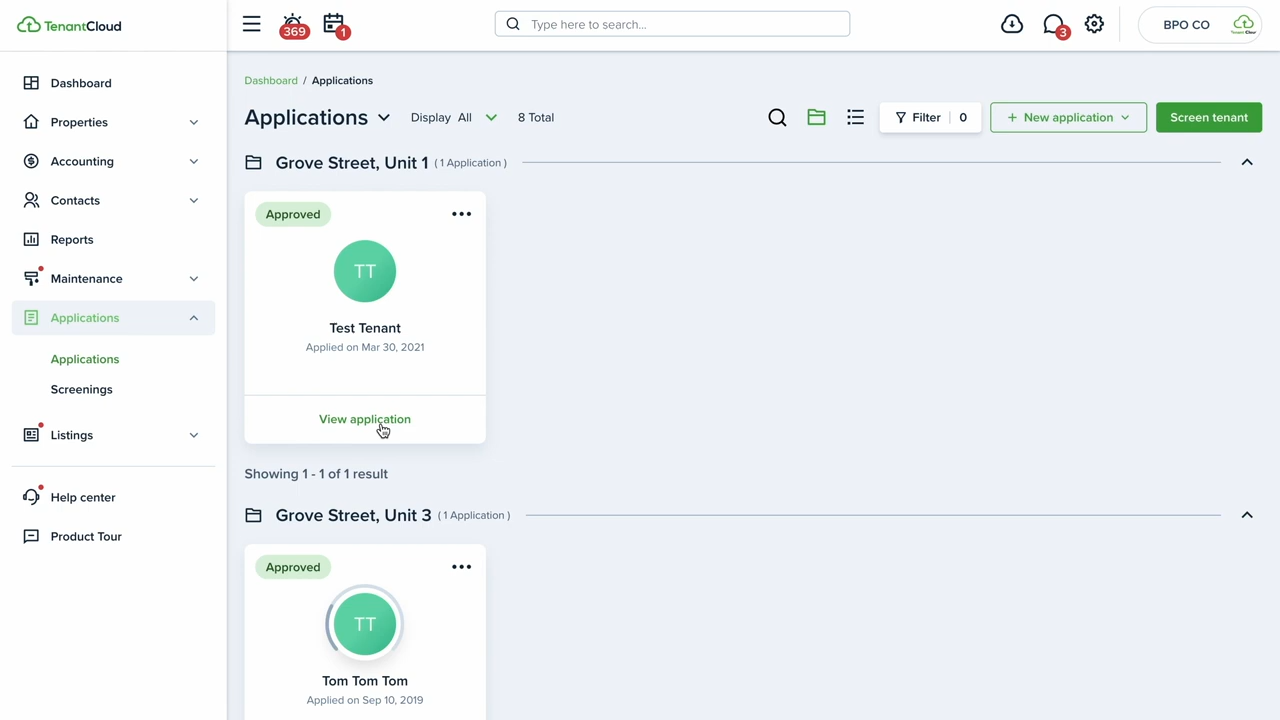 TenantCloud
369
1
Type here to search...
3
BPO CO
Tenant Cloud
Dashboard
Properties
Accounting
Contacts
Reports
Maintenance
Applications
Applications
Screenings
Listings
Help center
Product Tour
Dashboard / Applications
Applications
Display All
8 Total
Filter 0
+ New application
Screen tenant
Grove Street, Unit 1 ( 1 Application )
Approved
TT
Test Tenant
Applied on Mar 30, 2021
View application
Showing 1 - 1 of 1 result
Grove Street, Unit 3 ( 1 Application )
Approved
TT
Tom Tom Tom
Applied on Sep 10, 2019